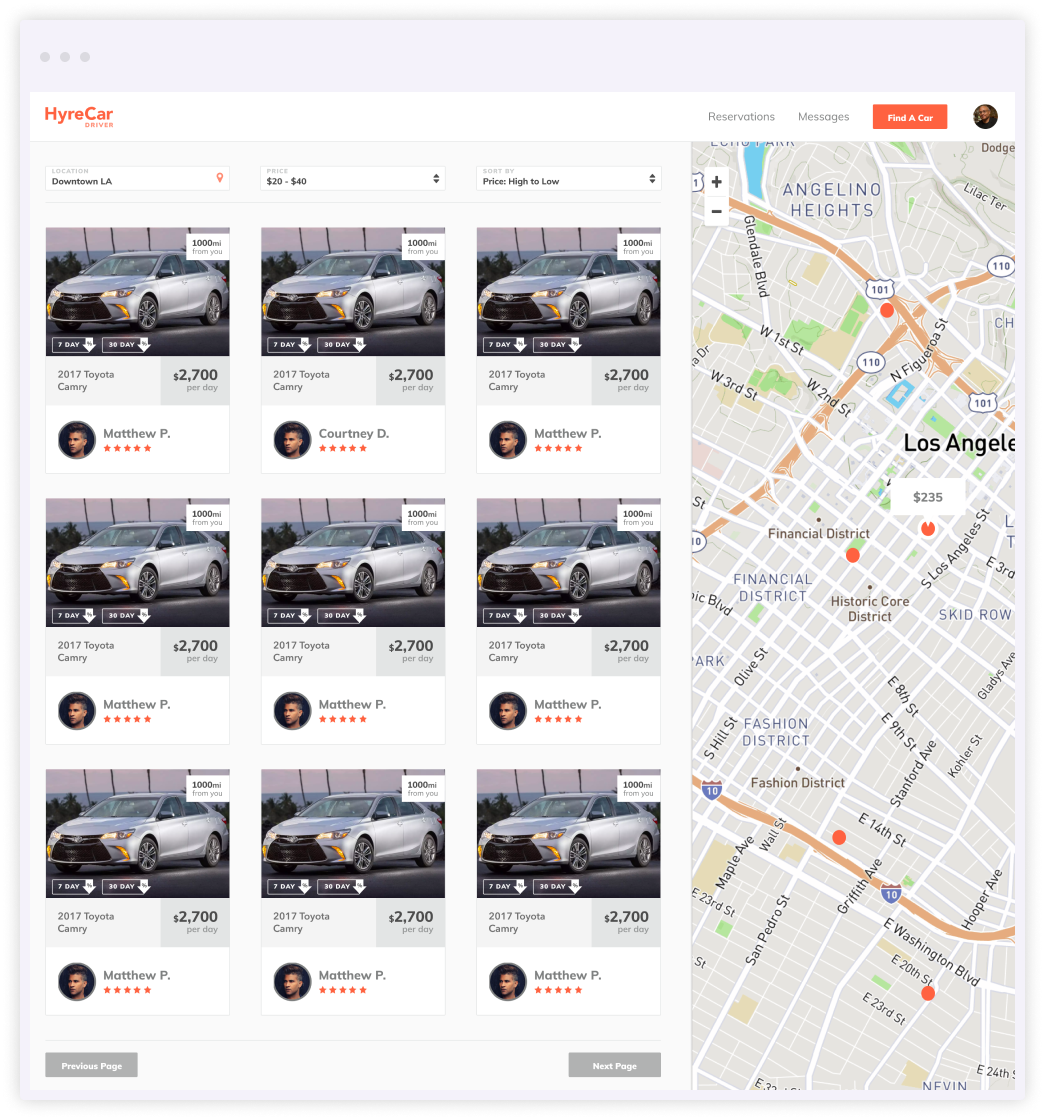 HyreCar
DRIVER
Reservations
Messages
Find A Car
LOCATION
Downtown LA
PRICE
$20 - $40
SORT BY
Price: High to Low
1000mi
from you
7 DAY %
30 DAY %
2017 Toyota
Camry
$2,700
per day
Matthew P.
1000mi
from you
7 DAY %
30 DAY %
2017 Toyota
Camry
$2,700
per day
Courtney D.
1000mi
from you
7 DAY %
30 DAY %
2017 Toyota
Camry
$2,700
per day
Matthew P.
1000mi
from you
7 DAY %
30 DAY %
2017 Toyota
Camry
$2,700
per day
Matthew P.
1000mi
from you
7 DAY %
30 DAY %
2017 Toyota
Camry
$2,700
per day
Matthew P.
1000mi
from you
7 DAY %
30 DAY %
2017 Toyota
Camry
$2,700
per day
Matthew P.
1000mi
from you
7 DAY %
30 DAY %
2017 Toyota
Camry
$2,700
per day
Matthew P.
1000mi
from you
7 DAY %
30 DAY %
2017 Toyota
Camry
$2,700
per day
Matthew P.
1000mi
from you
7 DAY %
30 DAY %
2017 Toyota
Camry
$2,700
per day
Matthew P.
Previous Page
Next Page
ECHO PARK
Dodge
+
−
ANGELINO
HEIGHTS
Lilac Ter
Glendale Blvd
110
101
CH
W 1st St
110
N Figueroa St
W 3rd St
W 2nd St
101
Los Angele
$235
Financial District
S Los Angeles St
E 3rd
FINANCIAL
DISTRICT
Historic Core
District
SKID ROW
ic Blvd
PARK
Olive St
Gladys Ave
E 8th St
E 9th St
S Hill St
FASHION
DISTRICT
Kohler St
Stanford Ave
Fashion District
10
E 14th St
Wall St
Maple Ave
Griffith Ave
10
Hooper Ave
E 23rd St
San Pedro St
E Washington Blvd
E 20th St
St
E 23rd St
E 24th S
NEVIN